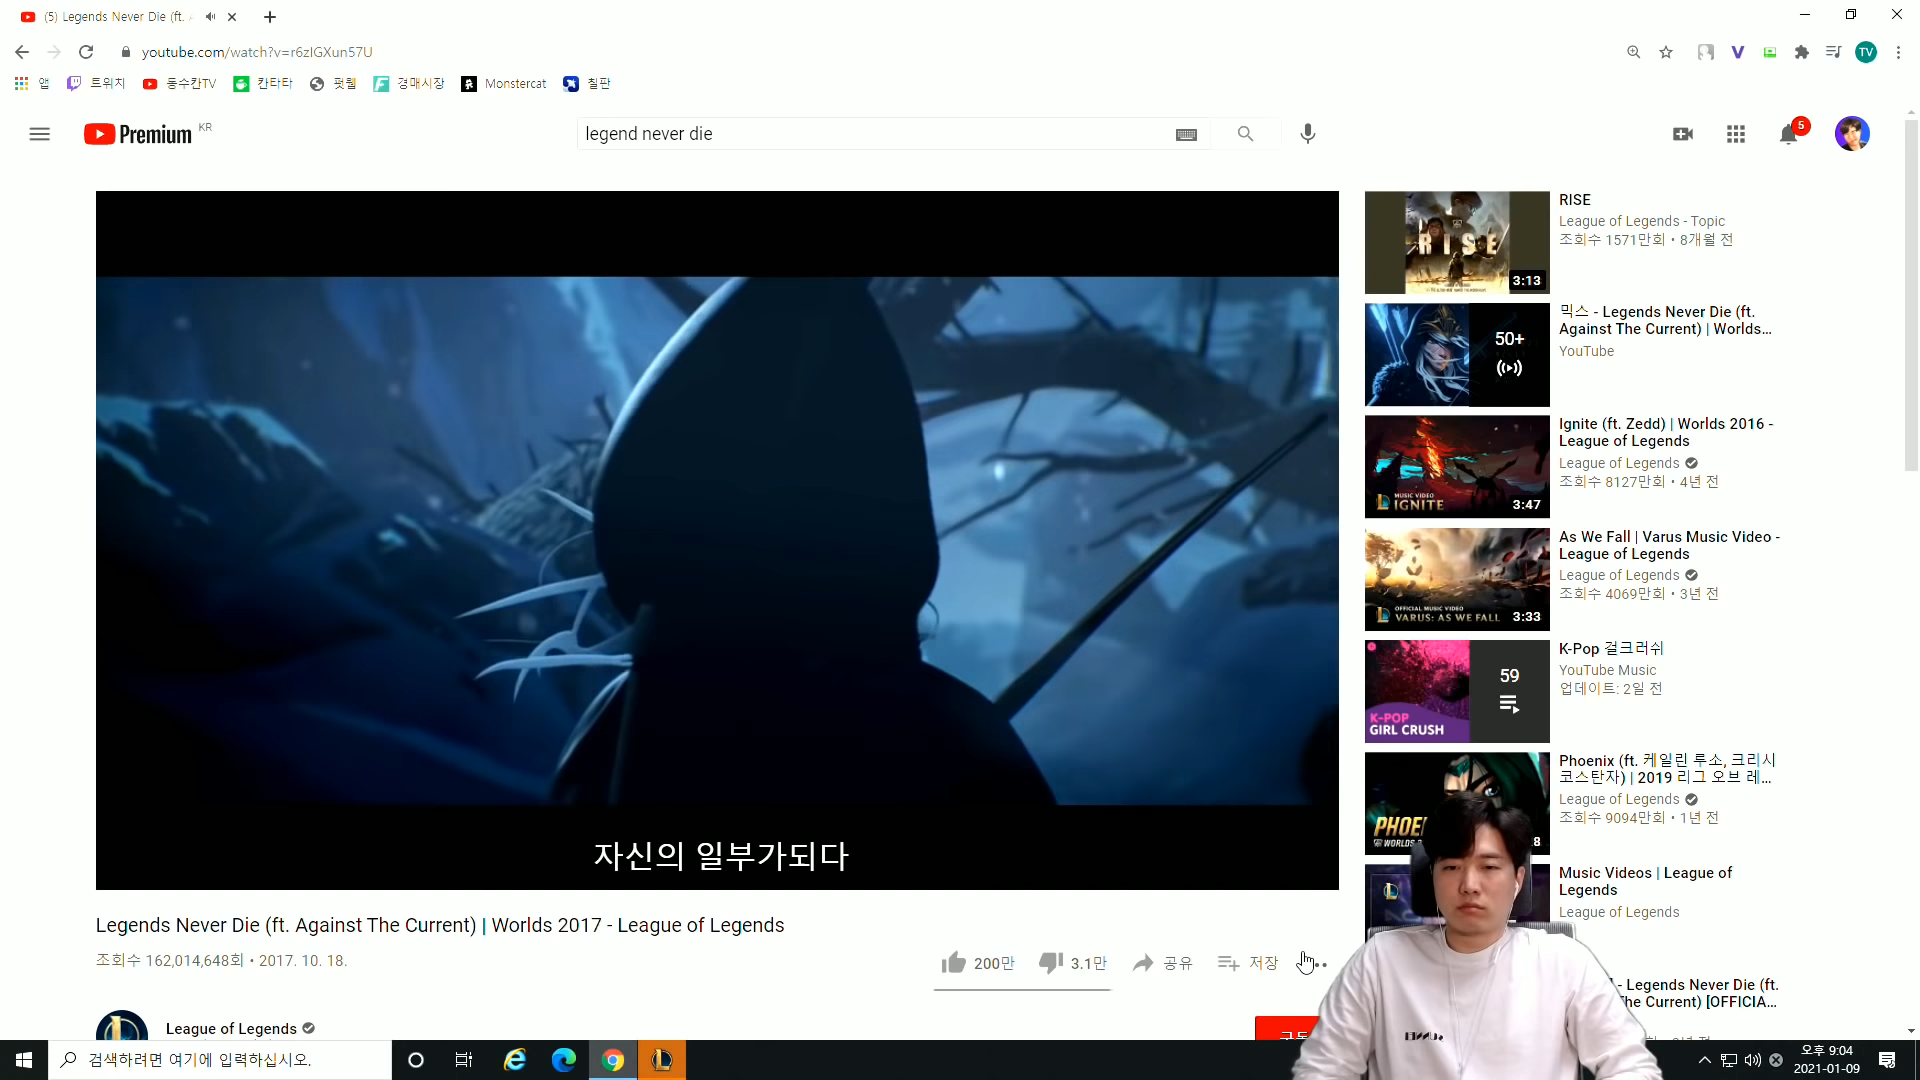 (5) Legends Never Die (ft.
youtube.com/watch?v=r6zIGXun57U
TV
앱
트위치
동수칸TV
칸타타
펏웸
경매시장
Monstercat
칠판
Premium KR
legend never die
5
RISE
3:13
RISE
League of Legends - Topic
조회수 1571만회 • 8개월 전
50+
믹스 - Legends Never Die (ft.
Against The Current) | Worlds...
YouTube
MUSIC VIDEO
IGNITE
3:47
Ignite (ft. Zedd) | Worlds 2016 -
League of Legends
League of Legends
조회수 8127만회 • 4년 전
OFFICIAL MUSIC VIDEO
VARUS: AS WE FALL
3:33
As We Fall | Varus Music Video -
League of Legends
League of Legends
조회수 4069만회 • 3년 전
K-POP
GIRL CRUSH
59
K-Pop 걸크러쉬
YouTube Music
업데이트: 2일 전
Phoenix (ft. 케일린 루소, 크리시
코스탄자) | 2019 리그 오브 레...
League of Legends
조회수 9094만회 • 1년 전
Music Videos | League of
Legends
League of Legends
- Legends Never Die (ft.
The Current) [OFFICIA...
자신의 일부가되다
Legends Never Die (ft. Against The Current) | Worlds 2017 - League of Legends
조회수 162,014,648회 • 2017. 10. 18.
200만
3.1만
공유
저장
League of Legends
검색하려면 여기에 입력하십시오.
오후 9:04
2021-01-09